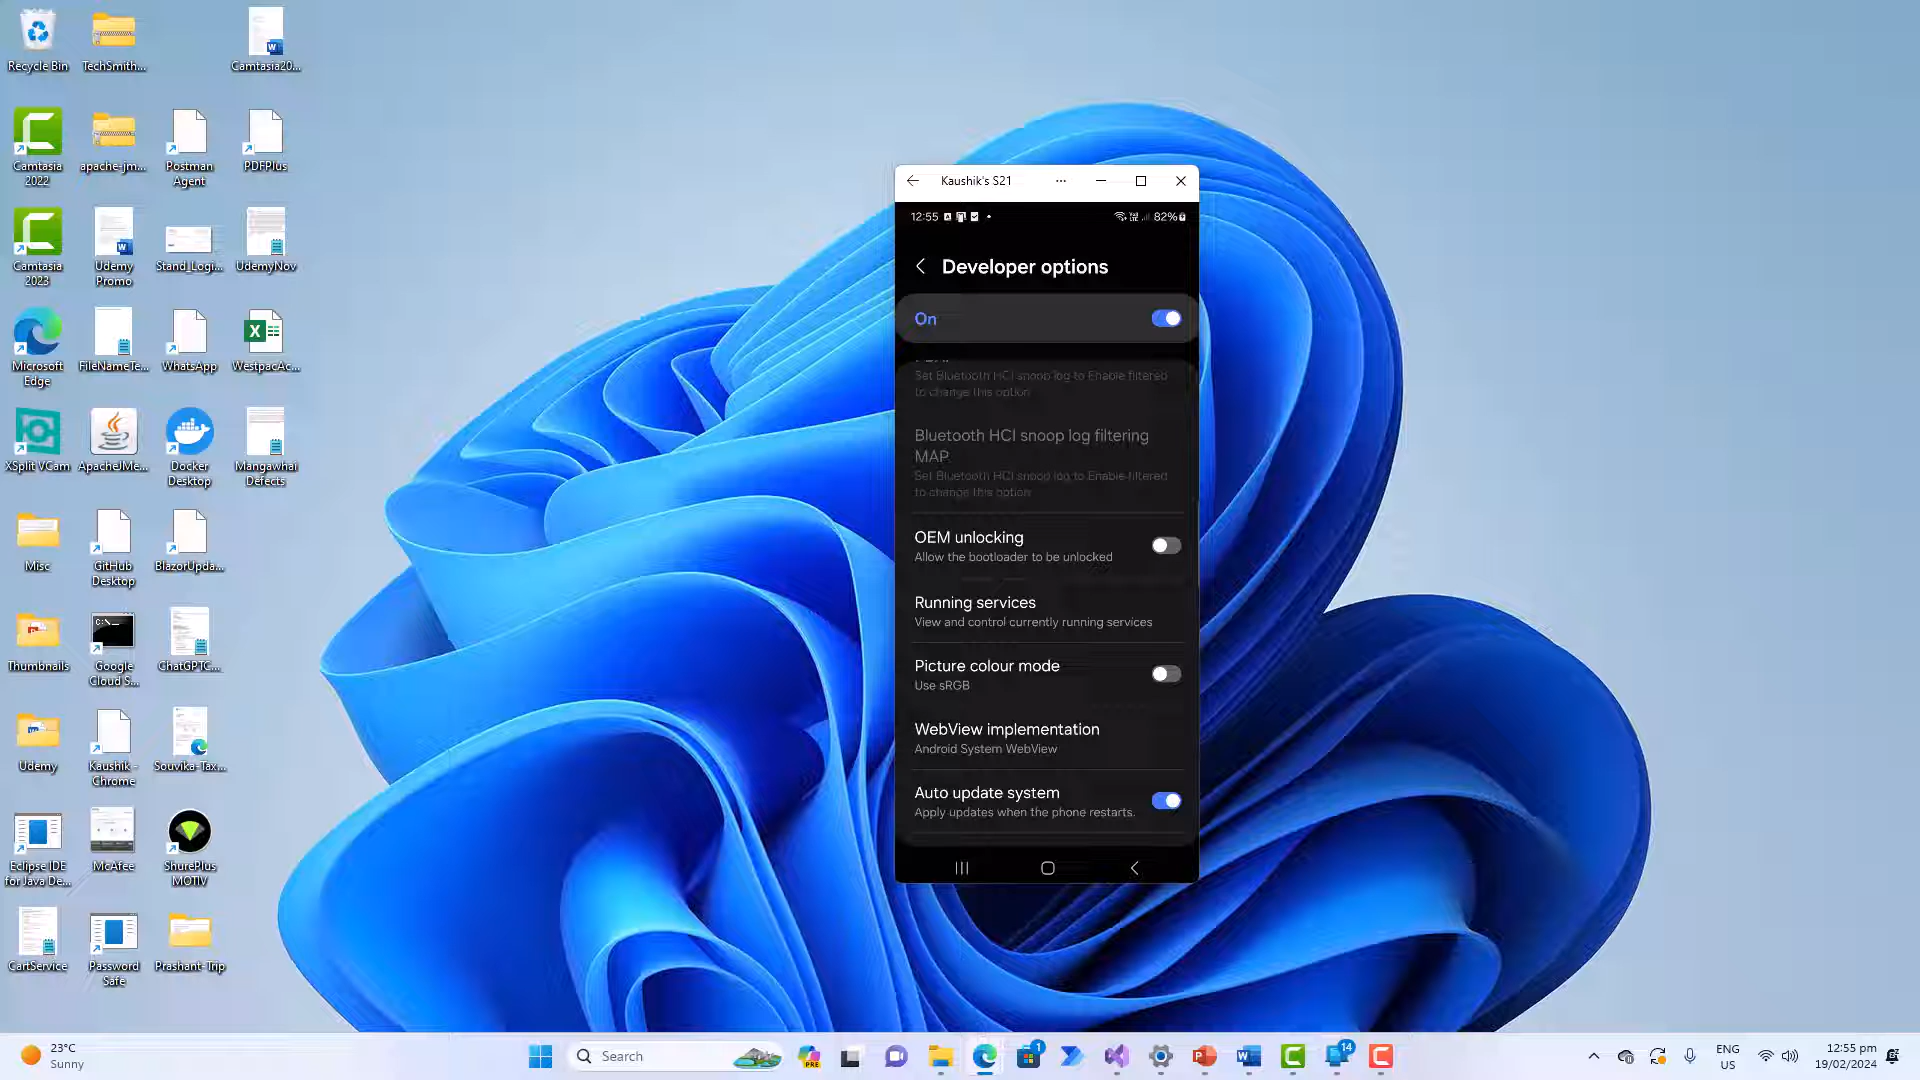 Recycle Bin
TechSmith...
Camtasia20...
Camtasia
2022
apache-jm...
Postman
Agent
PDFPlus
Camtasia
2023
Udemy
Promo
Stand_Logi...
UdemyNov
Microsoft
Edge
FileNameTe...
WhatsApp
WestpacAc...
XSplit VCam
ApacheJMe...
Docker
Desktop
Mangawhai
Defects
Misc
GitHub
Desktop
BlazorUpda...
Thumbnails
Google
Cloud S...
ChatGPTC...
Udemy
Kaushik -
Chrome
Souvika-Tax...
Eclipse IDE
for Java De...
McAfee
ShurePlus
MOTIV
CartService
Password
Safe
Prashant-Trip
Kaushik's S21
12:55
82%
Developer options
On
Set Bluetooth HCI snoop log to Enable filtered
to change this option
Bluetooth HCI snoop log filtering
MAP
Set Bluetooth HCI snoop log to Enable filtered
to change this option
OEM unlocking
Allow the bootloader to be unlocked
Running services
View and control currently running services
Picture colour mode
Use sRGB
WebView implementation
Android System WebView
Auto update system
Apply updates when the phone restarts.
23°C
Sunny
Search
PRE
1
14
ENG
US
12:55 pm
19/02/2024